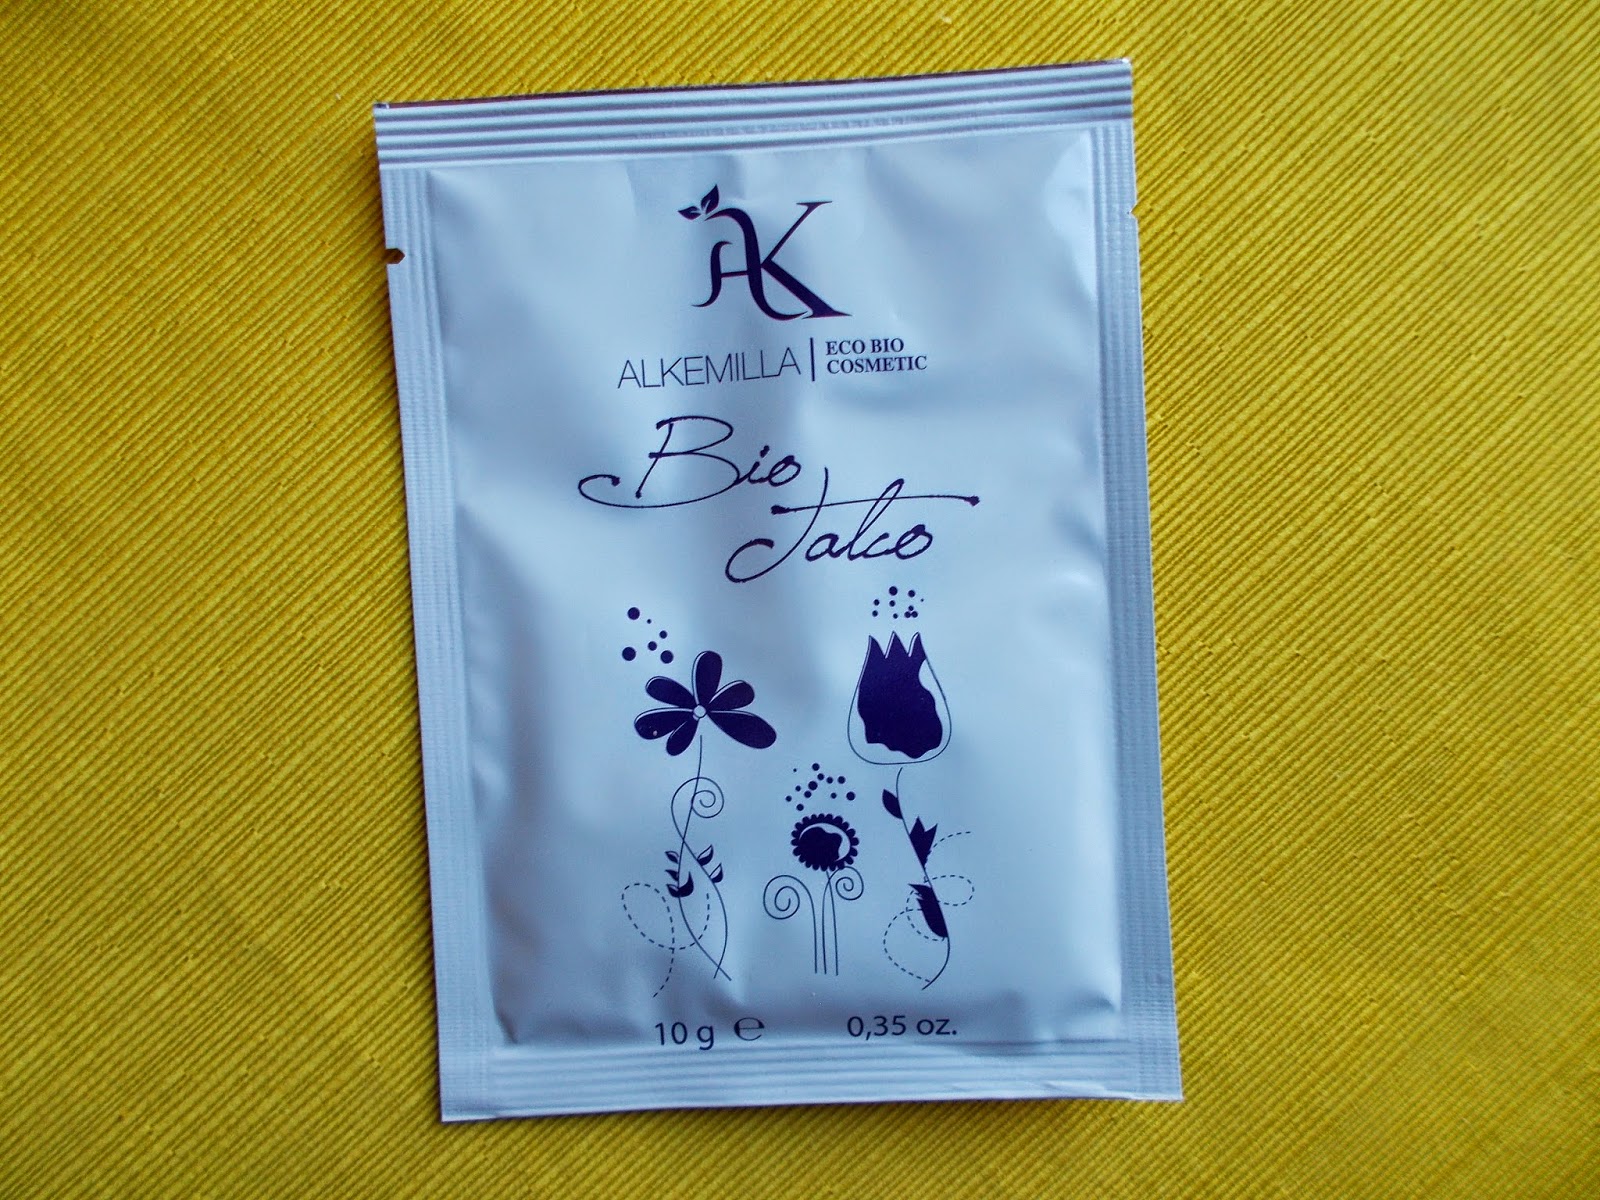 AK
ALKEMILLA
ECO BIO
COSMETIC
Bio
Talco
10 g ℮ 0,35 oz.